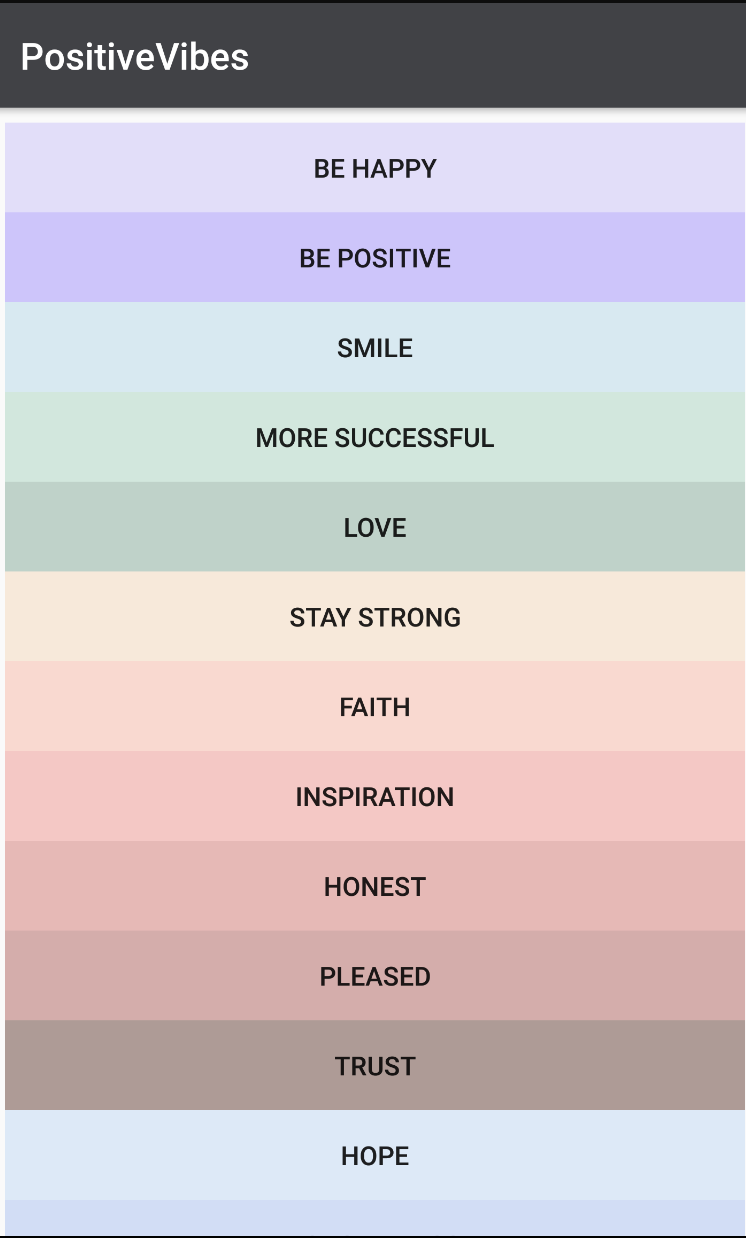 PositiveVibes
BE HAPPY
BE POSITIVE
SMILE
MORE SUCCESSFUL
LOVE
STAY STRONG
FAITH
INSPIRATION
HONEST
PLEASED
TRUST
HOPE